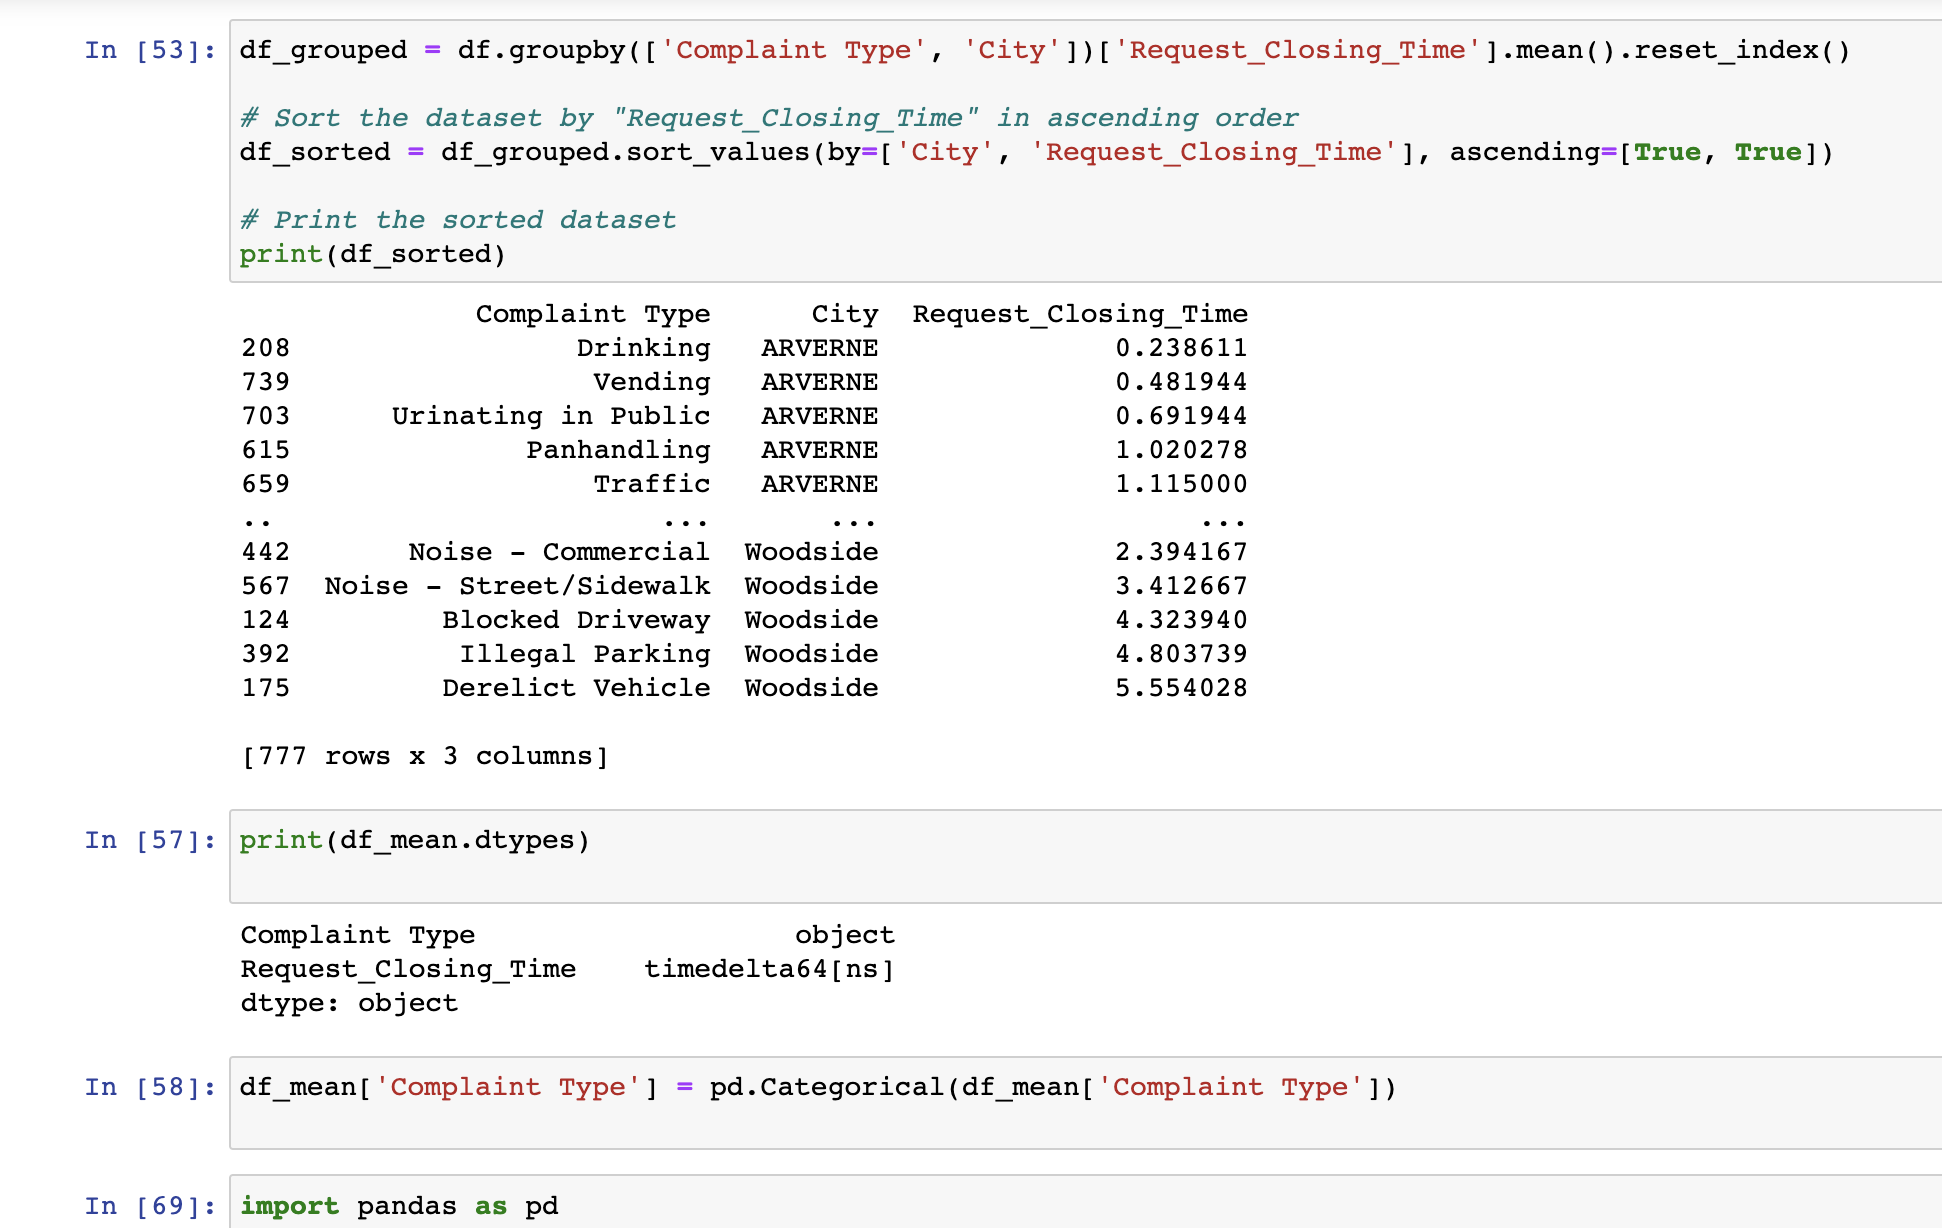 In [53]: df_grouped = df.groupby(['Complaint Type', 'City'])['Request_Closing_Time'].mean().reset_index()
# Sort the dataset by "Request_Closing_Time" in ascending order
df_sorted = df_grouped.sort_values(by=['City', 'Request_Closing_Time'], ascending=[True, True])
# Print the sorted dataset
print(df_sorted)
Complaint Type City Request_Closing_Time
208 Drinking ARVERNE 0.238611
739 Vending ARVERNE 0.481944
703 Urinating in Public ARVERNE 0.691944
615 Panhandling ARVERNE 1.020278
659 Traffic ARVERNE 1.115000
.. ... ... ...
442 Noise - Commercial Woodside 2.394167
567 Noise - Street/Sidewalk Woodside 3.412667
124 Blocked Driveway Woodside 4.323940
392 Illegal Parking Woodside 4.803739
175 Derelict Vehicle Woodside 5.554028
[777 rows x 3 columns]
In [57]: print(df_mean.dtypes)
Complaint Type object
Request_Closing_Time timedelta64[ns]
dtype: object
In [58]: df_mean['Complaint Type'] = pd.Categorical(df_mean['Complaint Type'])
In [69]: import pandas as pd